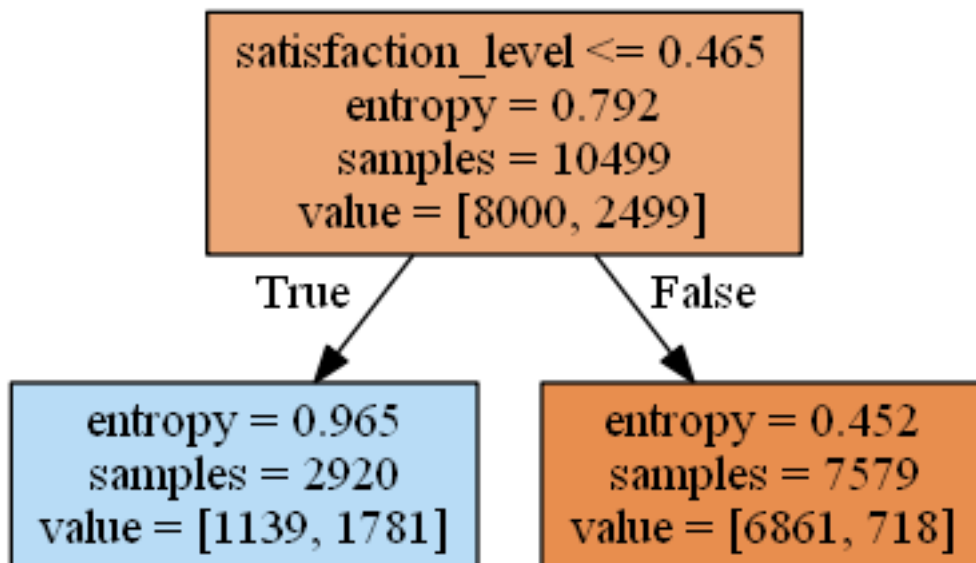 satisfaction_level <= 0.465
entropy = 0.792
samples = 10499
value = [8000, 2499]
True
False
entropy = 0.965
samples = 2920
value = [1139, 1781]
entropy = 0.452
samples = 7579
value = [6861, 718]